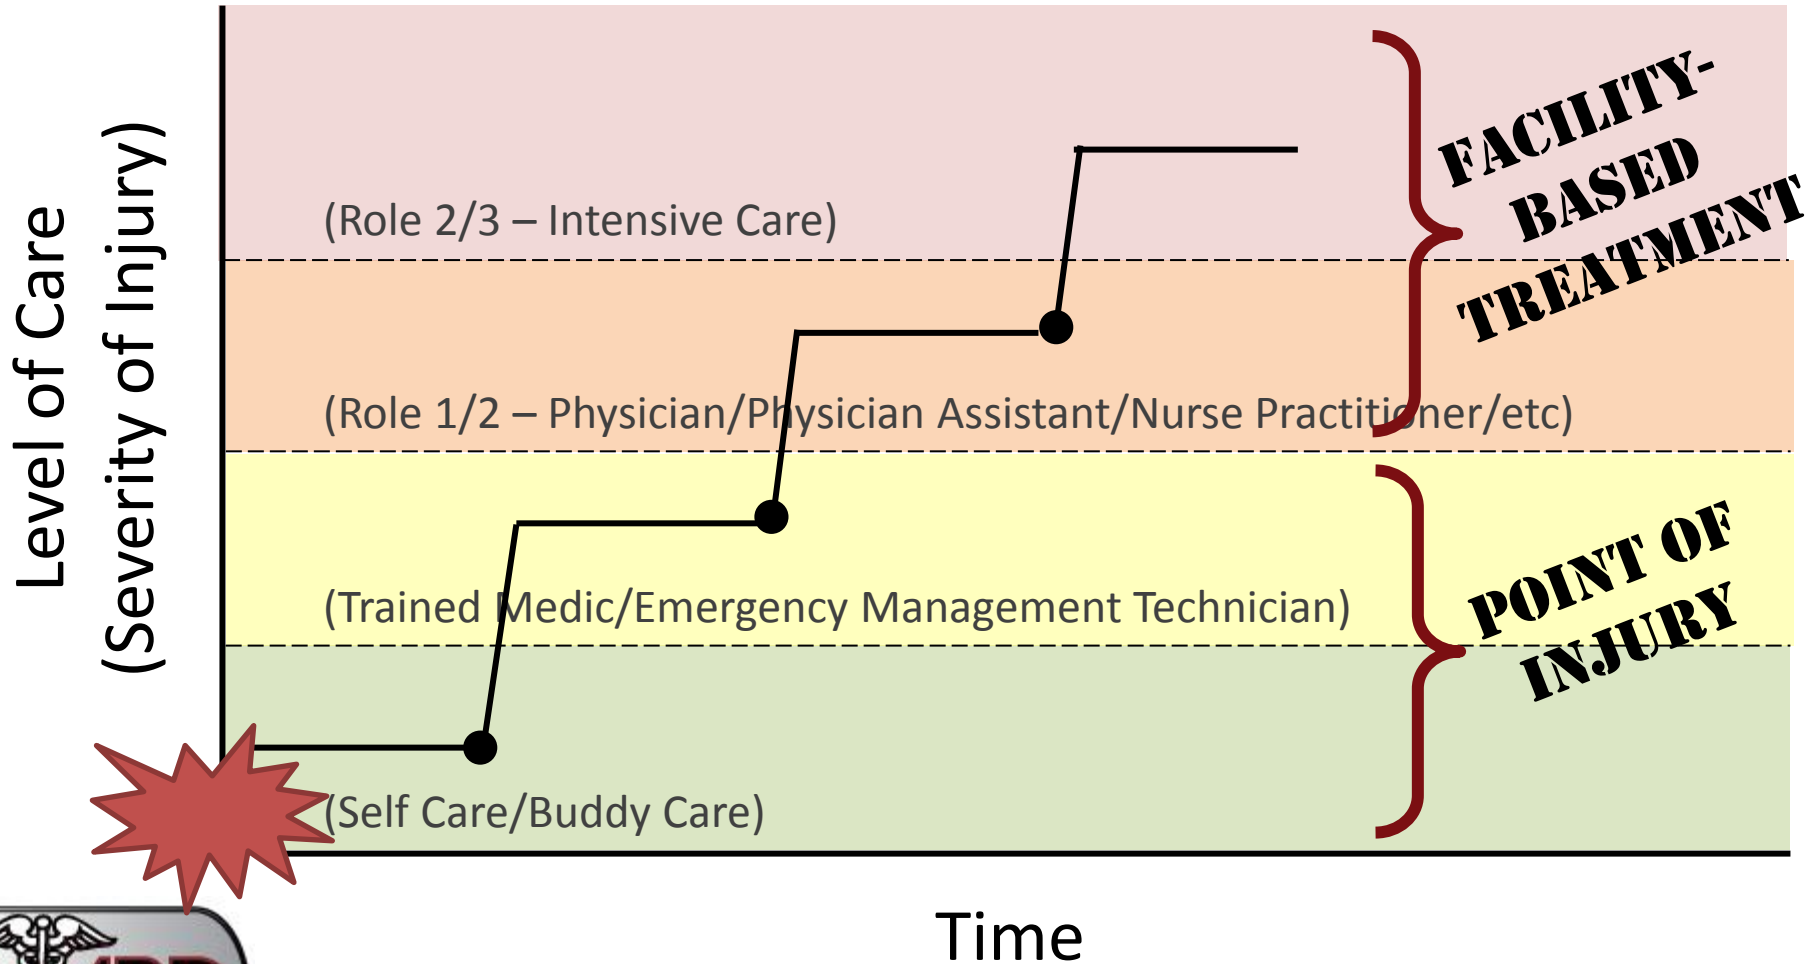 Level of Care
(Severity of Injury)
(Role 2/3 – Intensive Care)
(Role 1/2 – Physician/Physician Assistant/Nurse Practitioner/etc)
(Trained Medic/Emergency Management Technician)
(Self Care/Buddy Care)
FACILITY-
BASED
TREATMENT
POINT OF
INJURY
Time